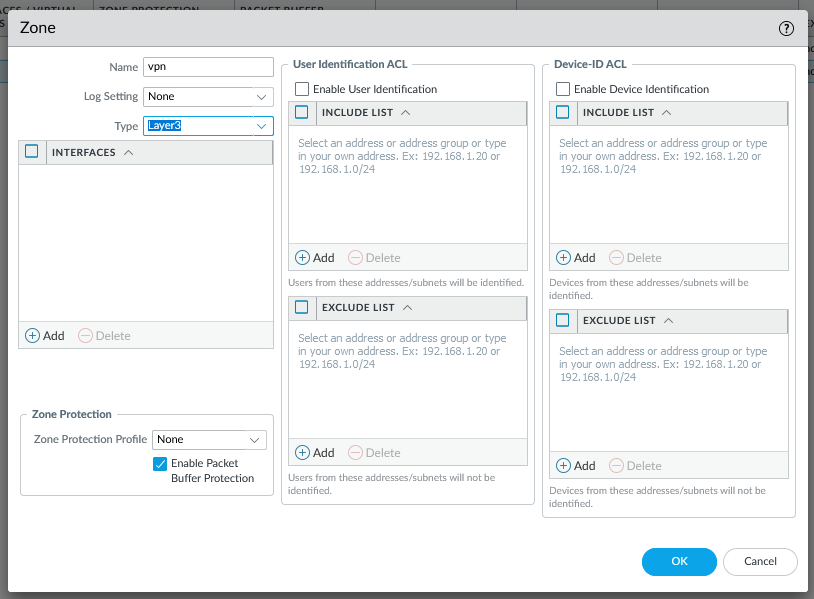 ACES / VIRTUAL
ZONE PROTECTION
PACKET BUFFER
Zone
Name
vpn
Log Setting
None
Type
Layer3
INTERFACES
Add
Delete
Zone Protection
Zone Protection Profile
None
Enable Packet
Buffer Protection
User Identification ACL
Enable User Identification
INCLUDE LIST
Select an address or address group or type
in your own address. Ex: 192.168.1.20 or
192.168.1.0/24
Add
Delete
Users from these addresses/subnets will be identified.
EXCLUDE LIST
Select an address or address group or type
in your own address. Ex: 192.168.1.20 or
192.168.1.0/24
Add
Delete
Users from these addresses/subnets will not be
identified.
Device-ID ACL
Enable Device Identification
INCLUDE LIST
Select an address or address group or type
in your own address. Ex: 192.168.1.20 or
192.168.1.0/24
Add
Delete
Devices from these addresses/subnets will be
identified.
EXCLUDE LIST
Select an address or address group or type
in your own address. Ex: 192.168.1.20 or
192.168.1.0/24
Add
Delete
Devices from these addresses/subnets will not be
identified.
OK
Cancel